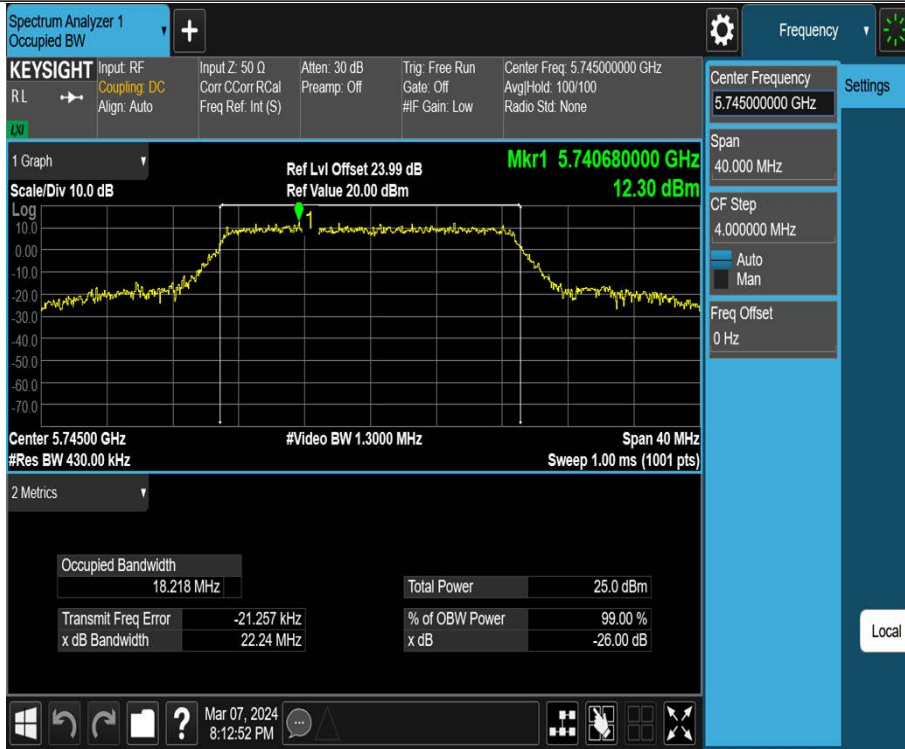 Spectrum Analyzer 1
Occupied BW
+
Frequency
KEYSIGHT
R L
LXI
Input: RF
Coupling: DC
Align: Auto
Input Z: 50 Ω
Corr CCorr RCal
Freq Ref: Int (S)
Atten: 30 dB
Preamp: Off
Trig: Free Run
Gate: Off
#IF Gain: Low
Center Freq: 5.745000000 GHz
Avg|Hold: 100/100
Radio Std: None
Center Frequency
5.745000000 GHz
Settings
Span
40.000 MHz
CF Step
4.000000 MHz
Auto
Man
Freq Offset
0 Hz
1 Graph
Scale/Div 10.0 dB
Ref Lvl Offset 23.99 dB
Ref Value 20.00 dBm
Mkr1 5.740680000 GHz
12.30 dBm
Log
1
10.0
0.00
-10.0
-20.0
-30.0
-40.0
-50.0
-60.0
-70.0
Center 5.74500 GHz
#Video BW 1.3000 MHz
Span 40 MHz
#Res BW 430.00 kHz
Sweep 1.00 ms (1001 pts)
2 Metrics
Occupied Bandwidth
18.218 MHz
Total Power 25.0 dBm
Transmit Freq Error -21.257 kHz
% of OBW Power 99.00 %
x dB Bandwidth 22.24 MHz
x dB -26.00 dB
Local
?
Mar 07, 2024
8:12:52 PM